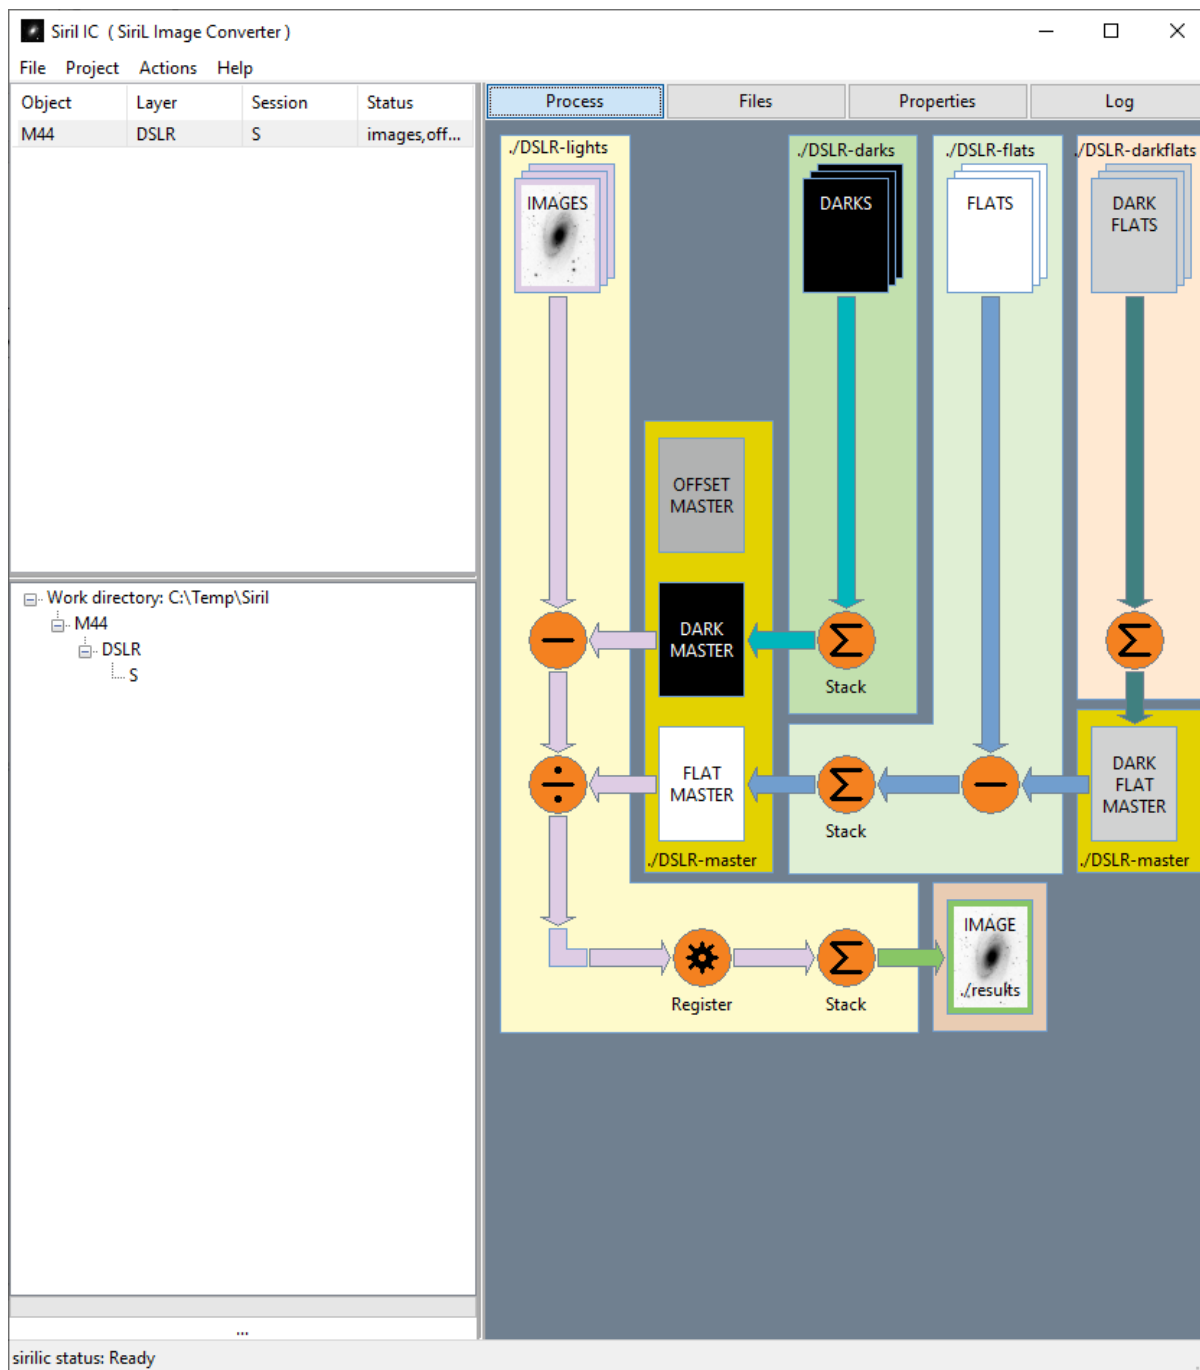 Siril IC  ( SiriL Image Converter )
File Project Actions Help
Object Layer Session Status
M44 DSLR S images,off...
Work directory: C:\Temp\Siril
M44
DSLR
S
...
sirilic status: Ready
Process Files Properties Log
./DSLR-lights
./DSLR-darks
./DSLR-flats
./DSLR-darkflats
IMAGES
DARKS
FLATS
DARK
FLATS
OFFSET
MASTER
DARK
MASTER
Σ
Stack
Σ
FLAT
MASTER
Σ
Stack
DARK
FLAT
MASTER
./DSLR-master
./DSLR-master
Register
Σ
Stack
IMAGE
./results